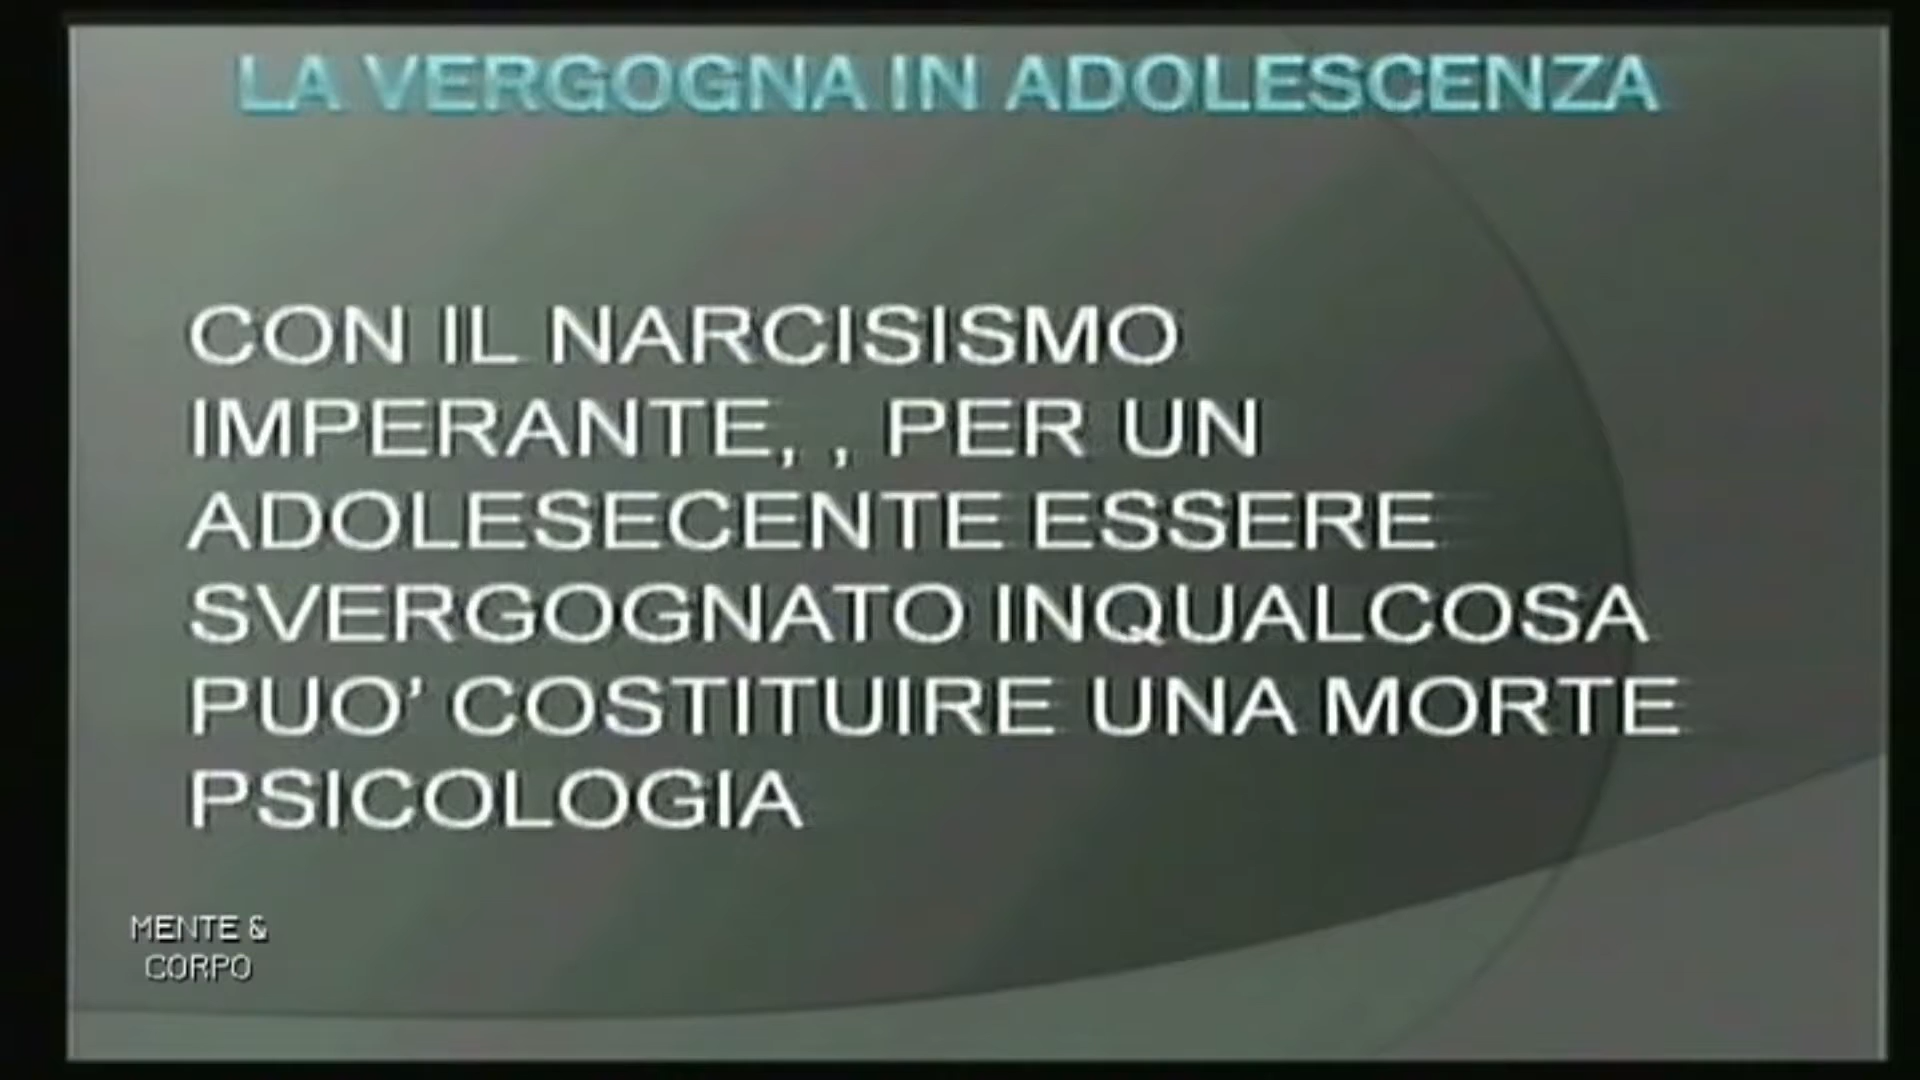 LA VERGOGNA IN ADOLESCENZA
CON IL NARCISISMO
IMPERANTE, , PER UN
ADOLESECENTE ESSERE
SVERGOGNATO INQUALCOSA
PUO' COSTITUIRE UNA MORTE
PSICOLOGIA
MENTE &
CORPO